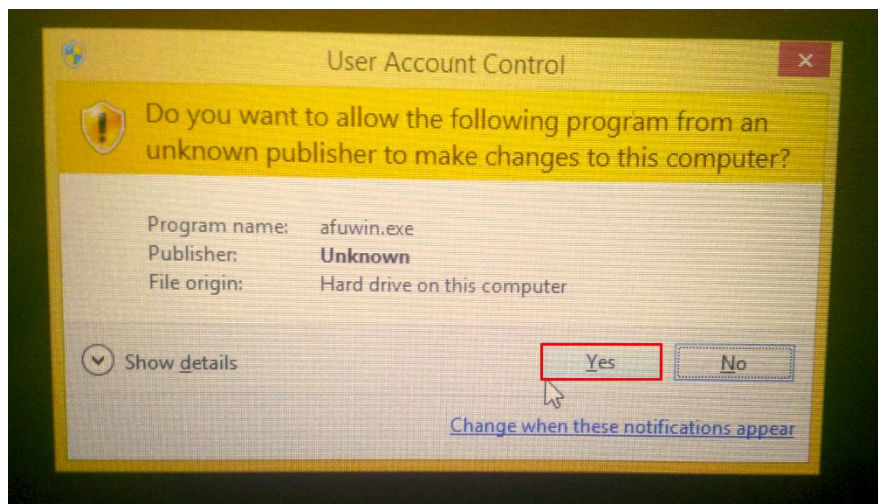 User Account Control
Do you want to allow the following program from an
unknown publisher to make changes to this computer?
Program name: afuwin.exe
Publisher: Unknown
File origin: Hard drive on this computer
Show details
Yes
No
Change when these notifications appear